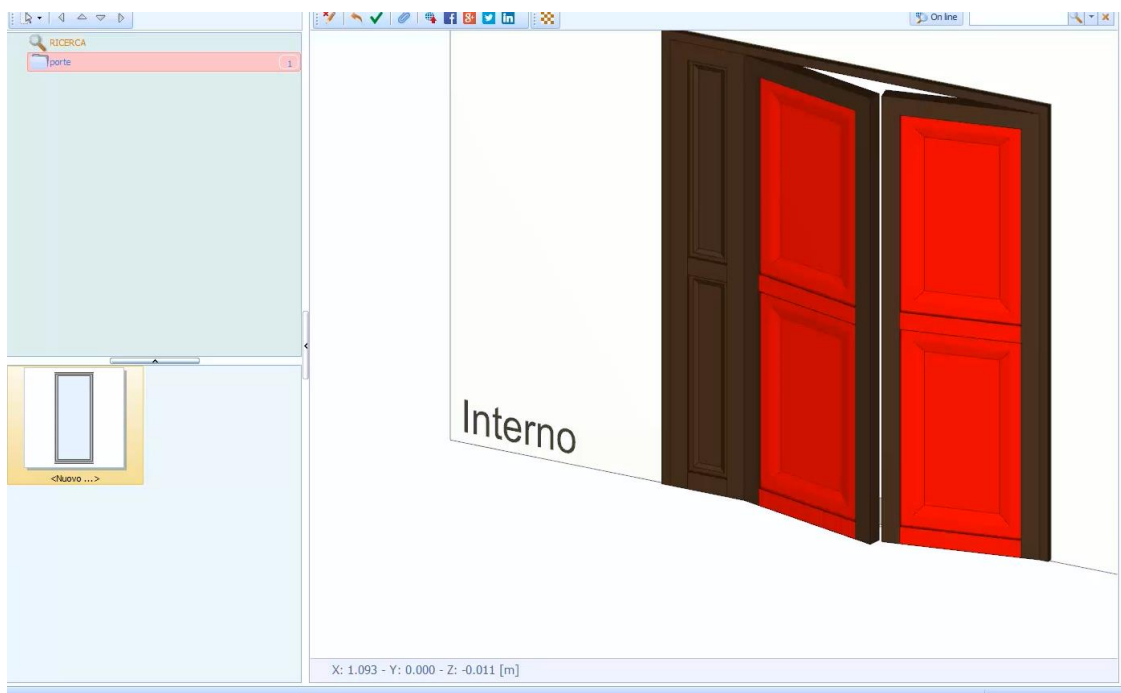 On line
RICERCA
porte
1
Interno
<Nuovo ...>
X: 1.093 - Y: 0.000 - Z: -0.011 [m]